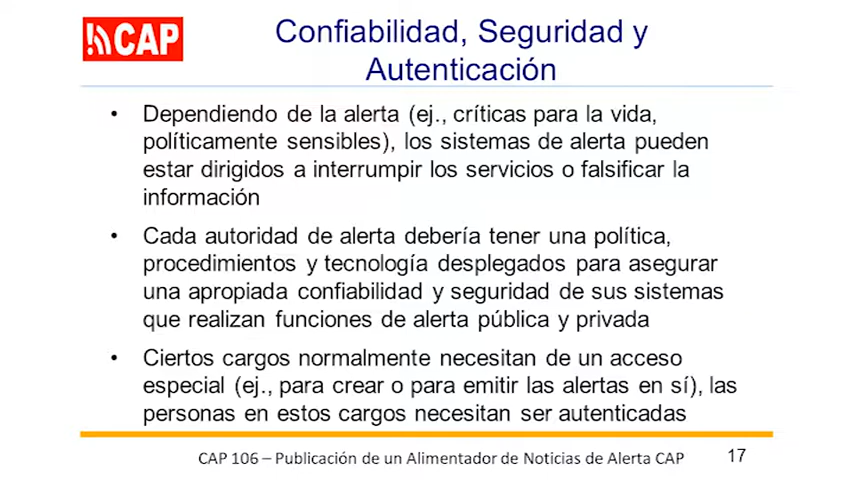 CAP
Confiabilidad, Seguridad y
Autenticación
• Dependiendo de la alerta (ej., críticas para la vida,
políticamente sensibles), los sistemas de alerta pueden
estar dirigidos a interrumpir los servicios o falsificar la
información
• Cada autoridad de alerta debería tener una política,
procedimientos y tecnología desplegados para asegurar
una apropiada confiabilidad y seguridad de sus sistemas
que realizan funciones de alerta pública y privada
• Ciertos cargos normalmente necesitan de un acceso
especial (ej., para crear o para emitir las alertas en sí), las
personas en estos cargos necesitan ser autenticadas
CAP 106 – Publicación de un Alimentador de Noticias de Alerta CAP 17